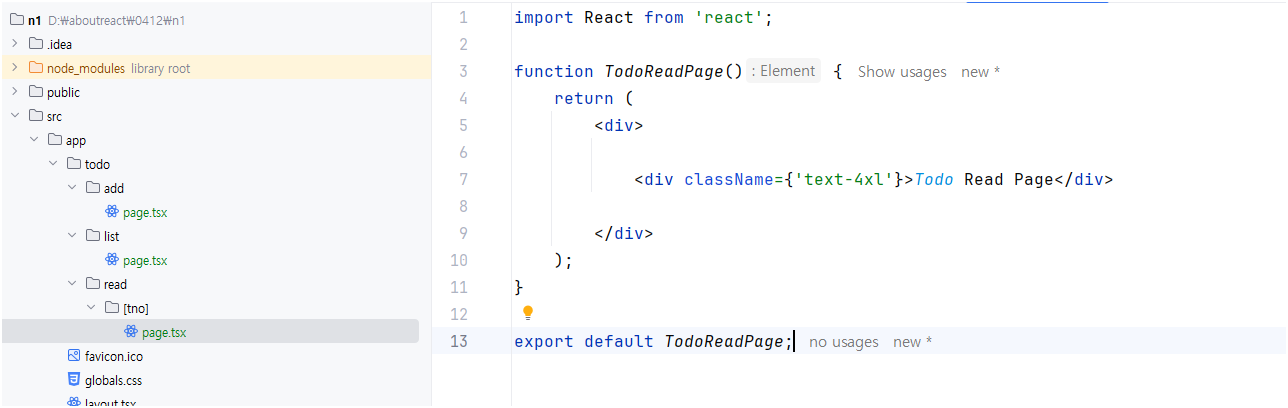 n1 D:₩aboutreact₩0412₩n1
.idea
node_modules library root
public
src
app
todo
add
page.tsx
list
page.tsx
read
[tno]
page.tsx
favicon.ico
globals.css
layout.tsx
1 import React from 'react';
2
3 function TodoReadPage() : Element { Show usages new *
4 return (
5 <div>
6
7 <div className={'text-4xl'}>Todo Read Page</div>
8
9 </div>
10 );
11 }
12
13 export default TodoReadPage; no usages new *